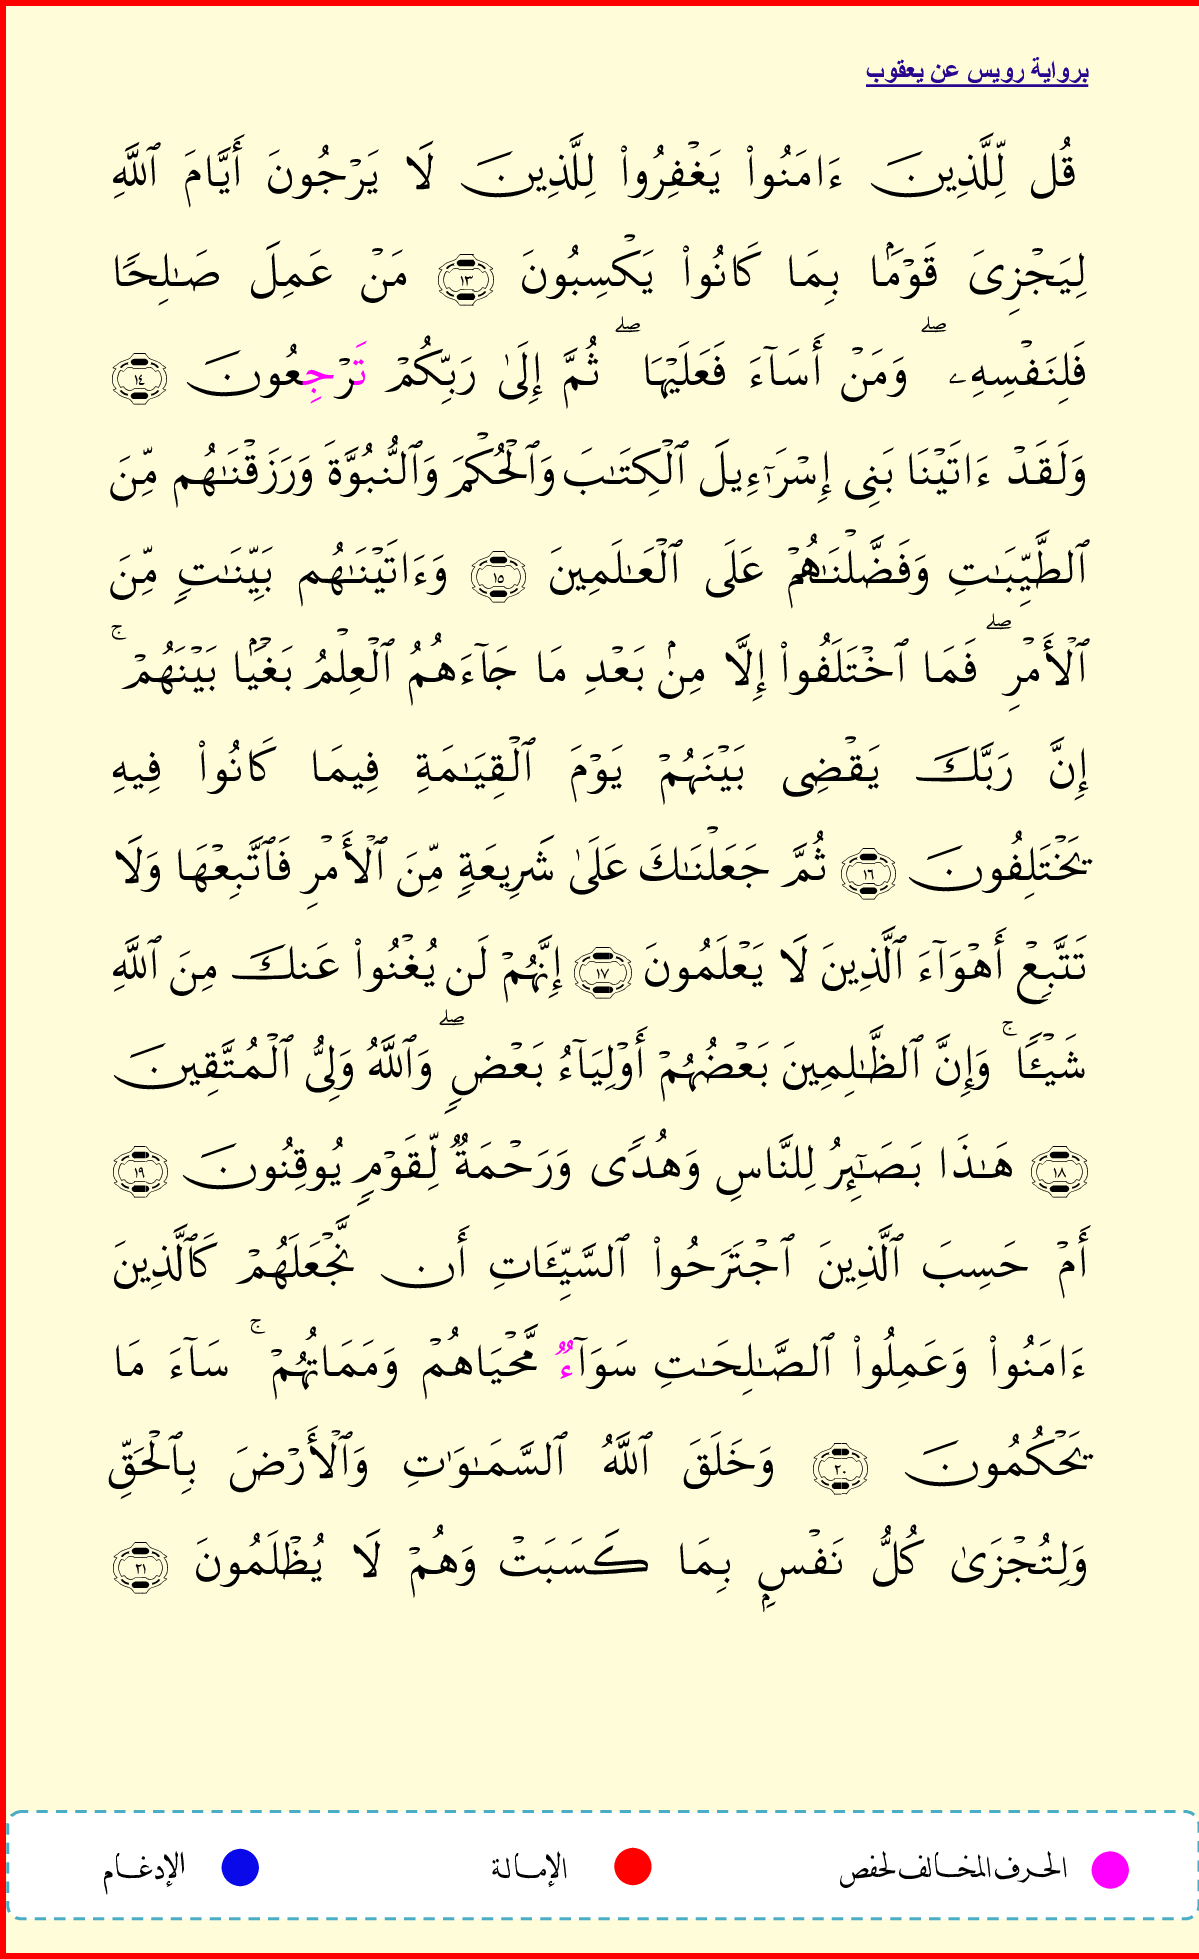 برواية رويس عن يعقوب
قُل لِّلَّذِينَ ءَامَنُواْ يَغْفِرُواْ لِلَّذِينَ لَا يَرْجُونَ أَيَّامَ ٱللَّهِ
لِيَجْزِىَ قَوْمَۢا بِمَا كَانُواْ يَكْسِبُونَ ١٣ مَنْ عَمِلَ صَـٰلِحًا
فَلِنَفْسِهِۦ ۖ وَمَنْ أَسَآءَ فَعَلَيْهَا ۖ ثُمَّ إِلَىٰ رَبِّكُمْ تَرْجِعُونَ ١٤
وَلَقَدْ ءَاتَيْنَا بَنِى إِسْرَٰٓءِيلَ ٱلْكِتَـٰبَ وَٱلْحُكْمَ وَٱلنُّبُوَّةَ وَرَزَقْنَـٰهُم مِّنَ
ٱلطَّيِّبَـٰتِ وَفَضَّلْنَـٰهُمْ عَلَى ٱلْعَـٰلَمِينَ ١٥ وَءَاتَيْنَـٰهُم بَيِّنَـٰتٍ مِّنَ
ٱلْأَمْرِ ۖ فَمَا ٱخْتَلَفُواْ إِلَّا مِنۢ بَعْدِ مَا جَآءَهُمُ ٱلْعِلْمُ بَغْيَۢا بَيْنَهُمْ ۚ
إِنَّ رَبَّكَ يَقْضِى بَيْنَهُمْ يَوْمَ ٱلْقِيَـٰمَةِ فِيمَا كَانُواْ فِيهِ
يَخْتَلِفُونَ ١٦ ثُمَّ جَعَلْنَـٰكَ عَلَىٰ شَرِيعَةٍ مِّنَ ٱلْأَمْرِ فَٱتَّبِعْهَا وَلَا
تَتَّبِعْ أَهْوَآءَ ٱلَّذِينَ لَا يَعْلَمُونَ ١٧ إِنَّهُمْ لَن يُغْنُواْ عَنكَ مِنَ ٱللَّهِ
شَيْـًٔا ۚ وَإِنَّ ٱلظَّـٰلِمِينَ بَعْضُهُمْ أَوْلِيَآءُ بَعْضٍ ۖ وَٱللَّهُ وَلِىُّ ٱلْمُتَّقِينَ
١٨ هَـٰذَا بَصَـٰٓئِرُ لِلنَّاسِ وَهُدًى وَرَحْمَةٌ لِّقَوْمٍ يُوقِنُونَ ١٩
أَمْ حَسِبَ ٱلَّذِينَ ٱجْتَرَحُواْ ٱلسَّيِّـَٔاتِ أَن نَّجْعَلَهُمْ كَٱلَّذِينَ
ءَامَنُواْ وَعَمِلُواْ ٱلصَّـٰلِحَـٰتِ سَوَآءٌ مَّحْيَاهُمْ وَمَمَاتُهُمْ ۚ سَآءَ مَا
يَحْكُمُونَ ٢٠ وَخَلَقَ ٱللَّهُ ٱلسَّمَـٰوَٰتِ وَٱلْأَرْضَ بِٱلْحَقِّ
وَلِتُجْزَىٰ كُلُّ نَفْسٍۭ بِمَا كَسَبَتْ وَهُمْ لَا يُظْلَمُونَ ٢١
الحرف المخالف لحفص الإمالة الإدغام